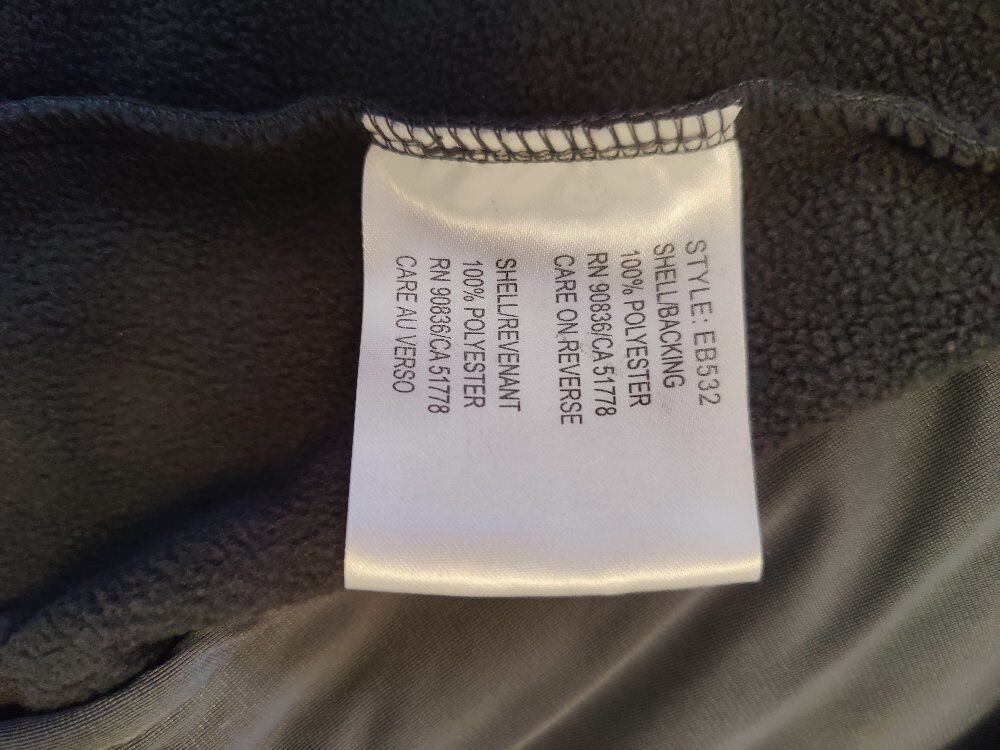 STYLE: EB532
SHELL/BACKING
100% POLYESTER
RN 90836/CA 51778
CARE ON REVERSE
SHELL/REVENANT
100% POLYESTER
RN 90836/CA 51778
CARE AU VERSO